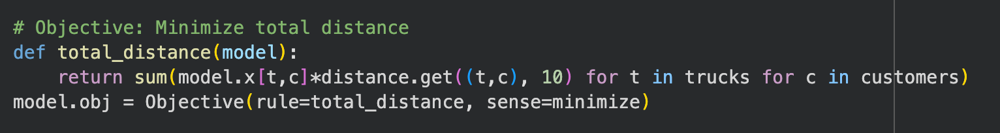 # Objective: Minimize total distance
def total_distance(model):
    return sum(model.x[t,c]*distance.get((t,c), 10) for t in trucks for c in customers)
model.obj = Objective(rule=total_distance, sense=minimize)